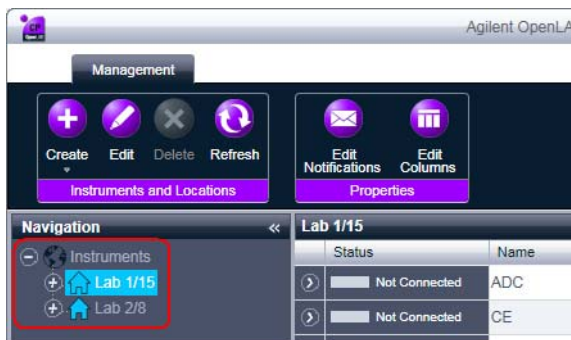 Agilent OpenLA
Management
Create Edit Delete Refresh
Edit Notifications
Edit Columns
Instruments and Locations
Properties
Navigation «
Lab 1/15
Status Name
Instruments
Lab 1/15
Lab 2/8
Not Connected ADC
Not Connected CE